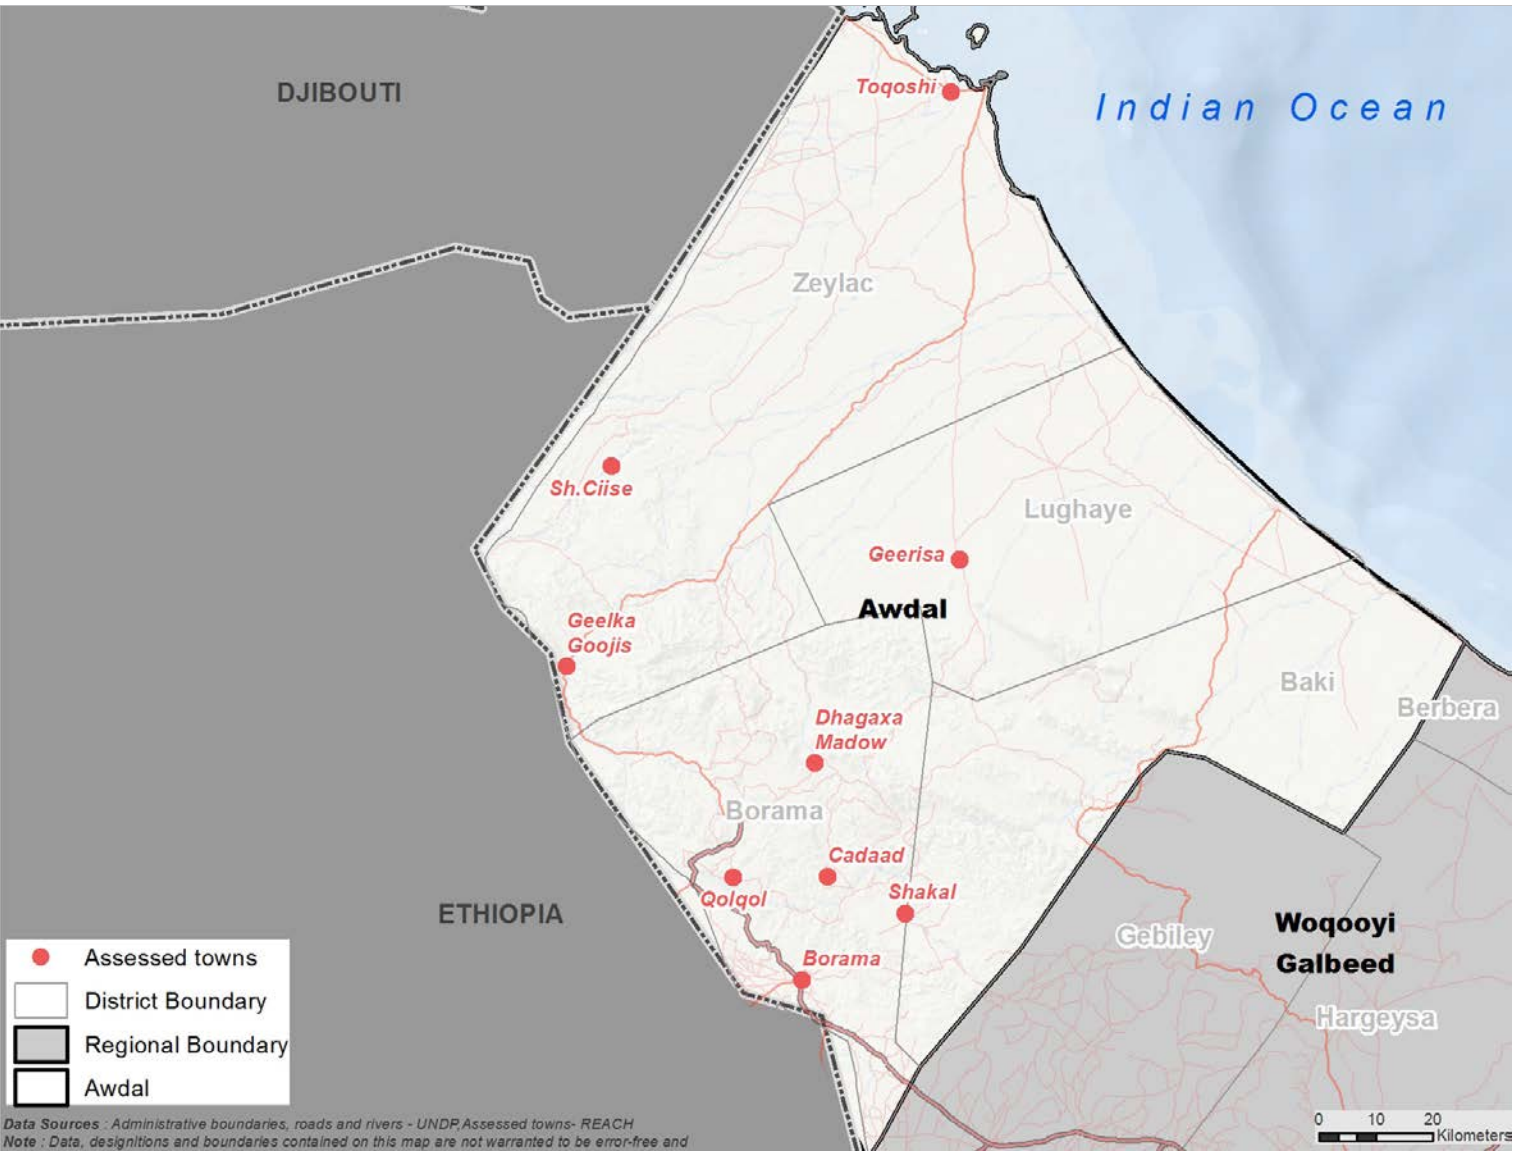 DJIBOUTI
Toqoshi
Indian Ocean
Zeylac
Sh.Ciise
Lughaye
Geerisa
Awdal
Geelka
Goojis
Baki
Berbera
Dhagaxa
Madow
Borama
Cadaad
Shakal
Qolqol
ETHIOPIA
Woqooyi
Galbeed
Gebiley
Borama
Hargeysa
Assessed towns
District Boundary
Regional Boundary
Awdal
0 10 20
Kilometers
Data Sources : Administrative boundaries, roads and rivers - UNDP,Assessed towns- REACH
Note : Data, designitions and boundaries contained on this map are not warranted to be error-free and